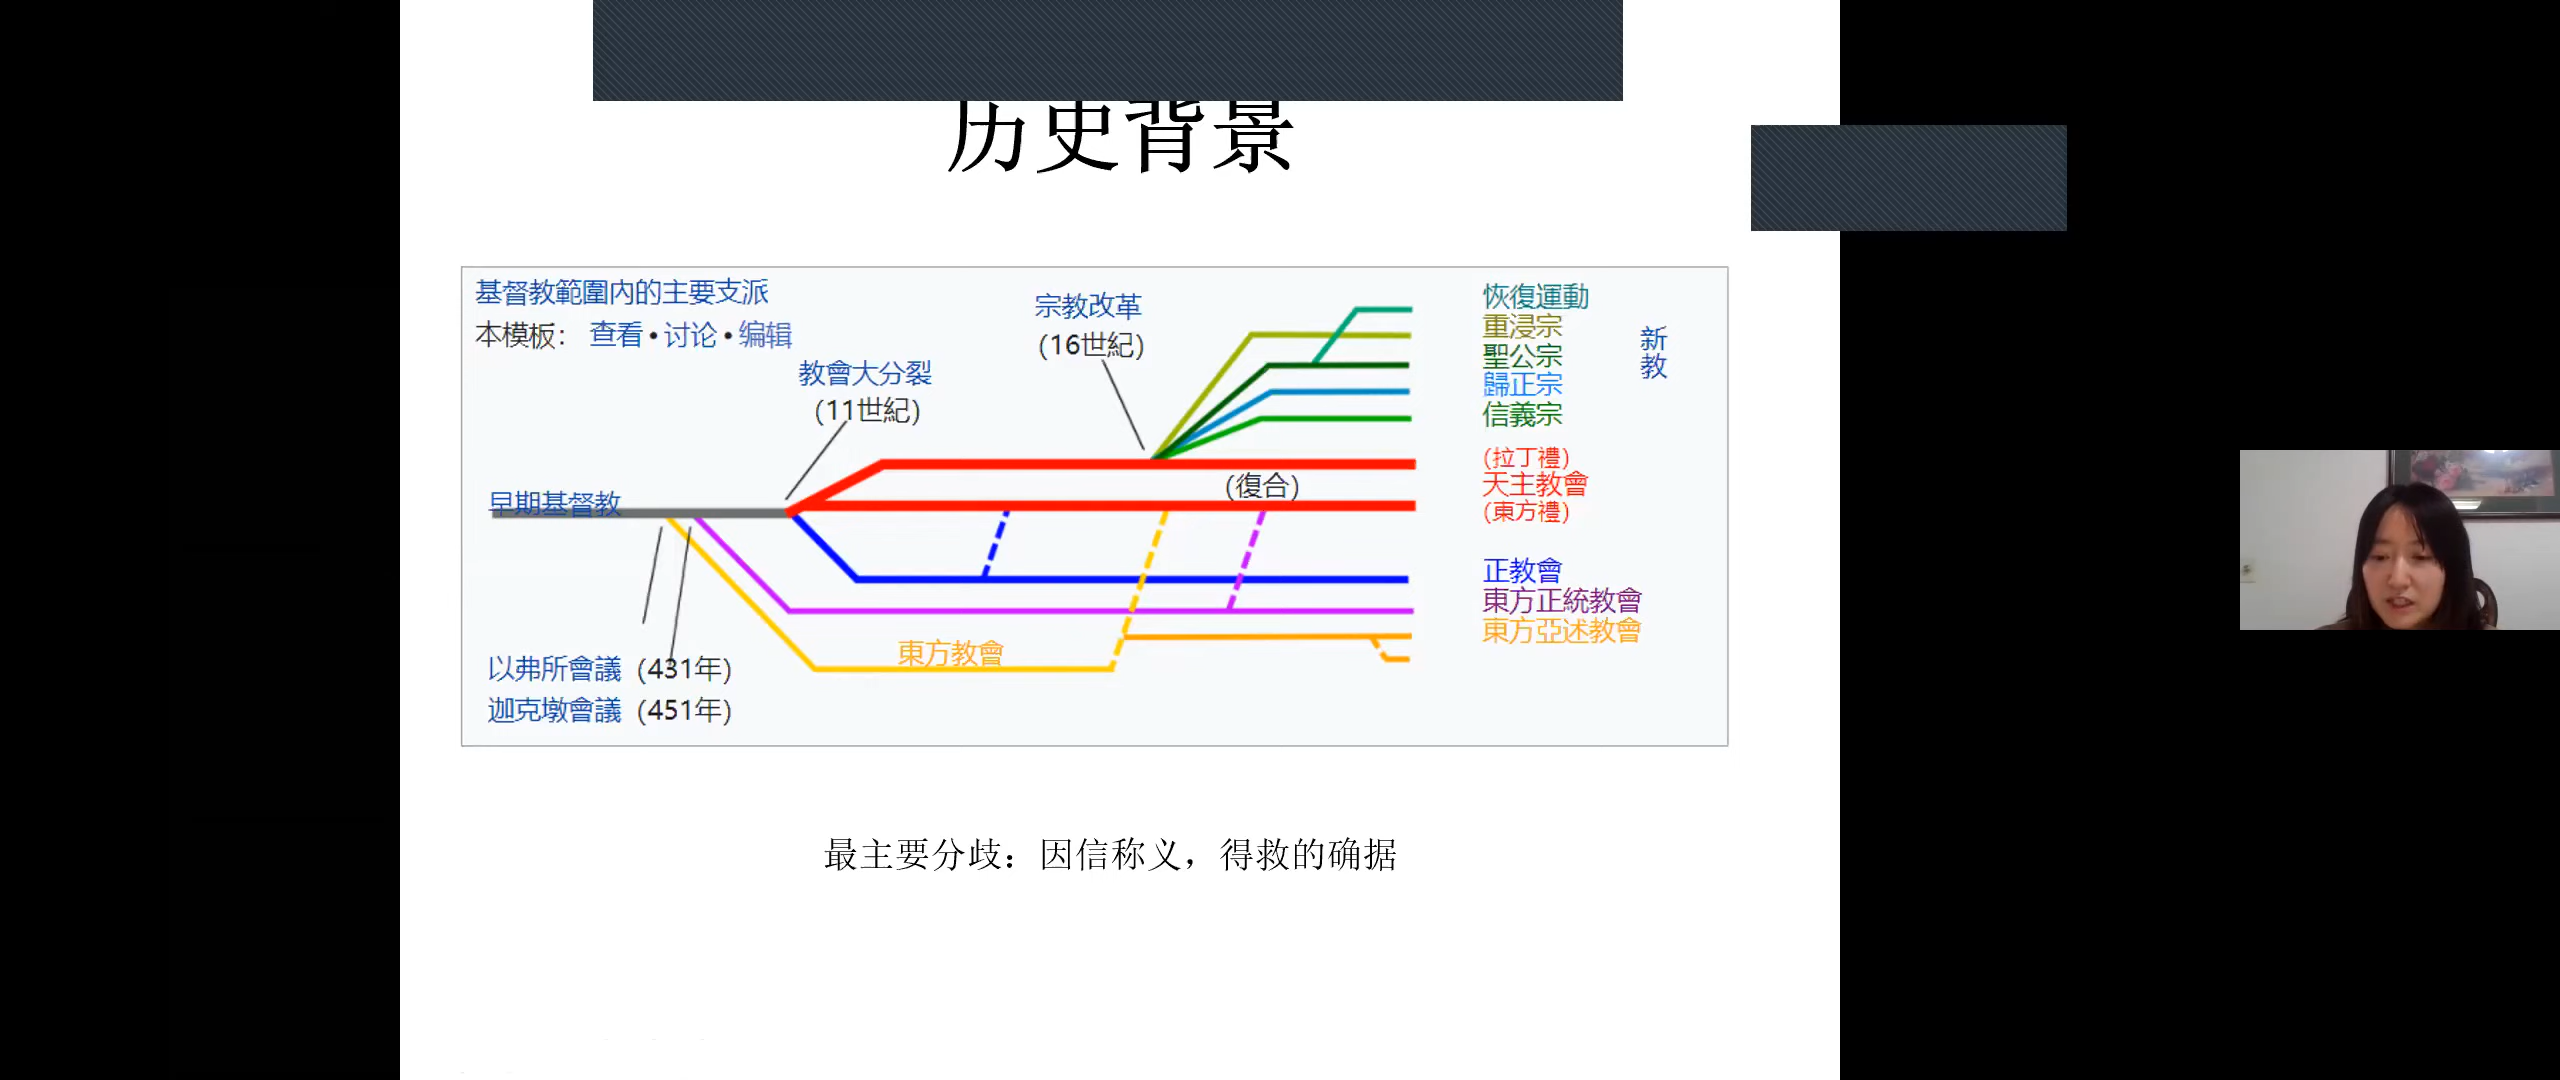 历史背景
基督教範圍內的主要支派
本模板： 查看•讨论•编辑
宗教改革
(16世紀)
教會大分裂
(11世紀)
早期基督教
(復合)
東方教會
以弗所會議 (431年)
迦克墩會議 (451年)
恢復運動
重浸宗
聖公宗
歸正宗
信義宗
新教
(拉丁禮)
天主教會
(東方禮)
正教會
東方正統教會
東方亞述教會
最主要分歧：因信称义，得救的确据